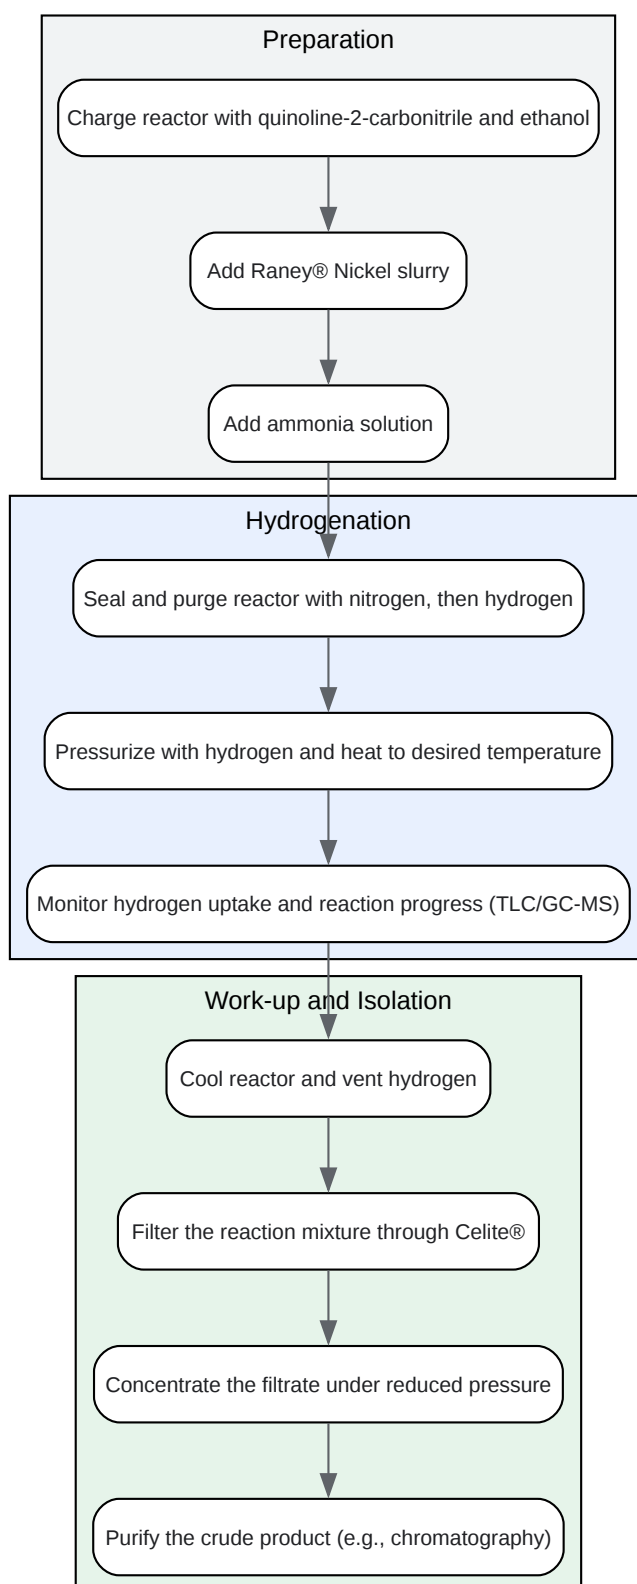 Preparation
Charge reactor with quinoline-2-carbonitrile and ethanol
Add Raney® Nickel slurry
Add ammonia solution
Hydrogenation
Seal and purge reactor with nitrogen, then hydrogen
Pressurize with hydrogen and heat to desired temperature
Monitor hydrogen uptake and reaction progress (TLC/GC-MS)
Work-up and Isolation
Cool reactor and vent hydrogen
Filter the reaction mixture through Celite®
Concentrate the filtrate under reduced pressure
Purify the crude product (e.g., chromatography)